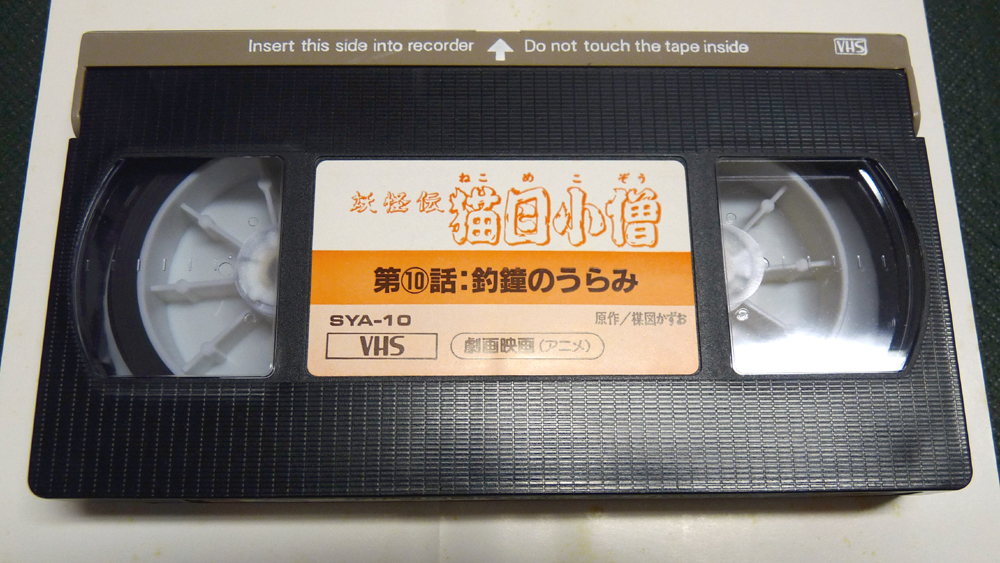 Insert this side into recorder Do not touch the tape inside VHS
ねこ め こ ぞう
妖怪伝 猫目小僧
第⑩話:釣鐘のうらみ
SYA-10 原作/楳図かずお
VHS 劇画映画(アニメ)